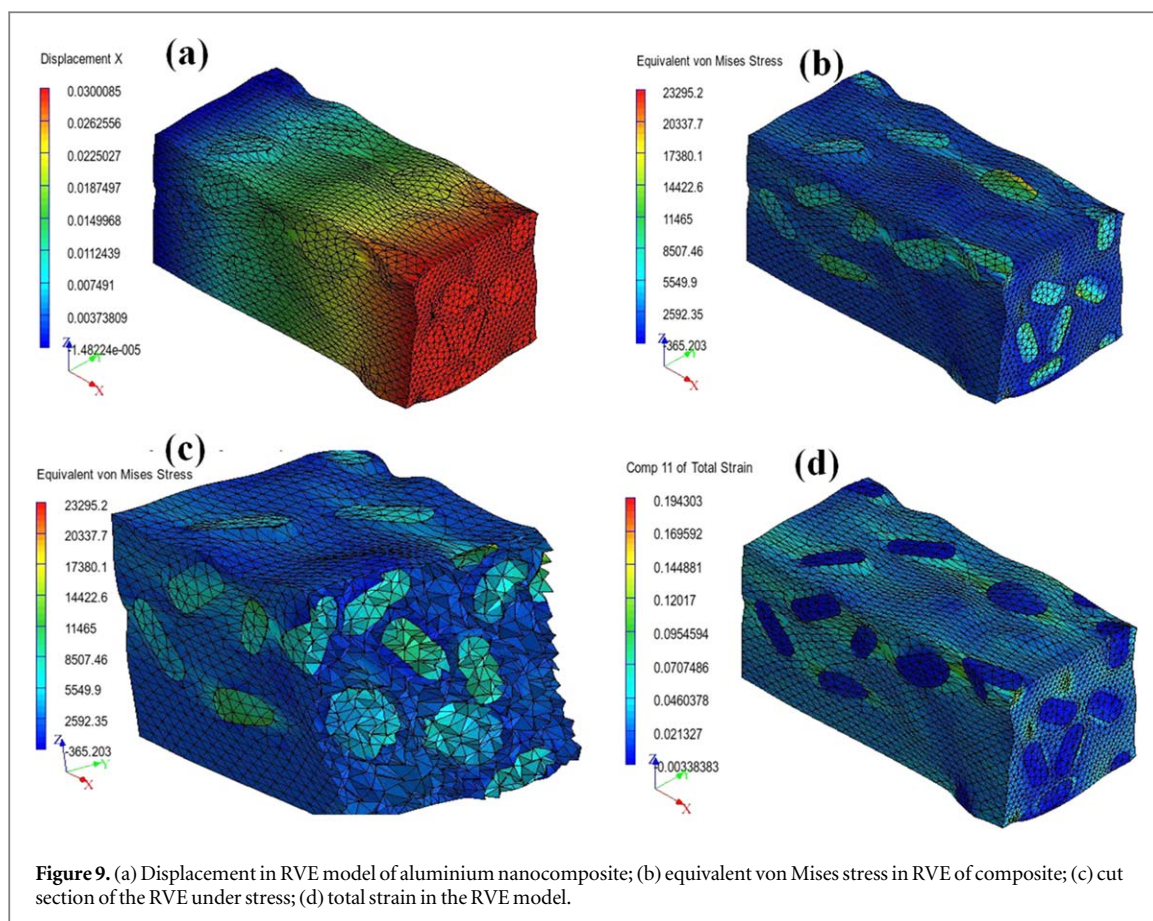 (a)
Displacement X
0.0300085
0.0262556
0.0225027
0.0187497
0.0149968
0.0112439
0.007491
0.00373809
-1.48224e-005
Z
Y
X
(b)
Equivalent von Mises Stress
23295.2
20337.7
17380.1
14422.6
11465
8507.46
5549.9
2592.35
-365.203
Z
Y
X
(c)
Equivalent von Mises Stress
23295.2
20337.7
17380.1
14422.6
11465
8507.46
5549.9
2592.35
-365.203
Z
Y
X
(d)
Comp 11 of Total Strain
0.194303
0.169592
0.144881
0.12017
0.0954594
0.0707486
0.0460378
0.021327
-0.00338383
Z
Y
X
Figure 9. (a) Displacement in RVE model of aluminium nanocomposite; (b) equivalent von Mises stress in RVE of composite; (c) cut
section of the RVE under stress; (d) total strain in the RVE model.